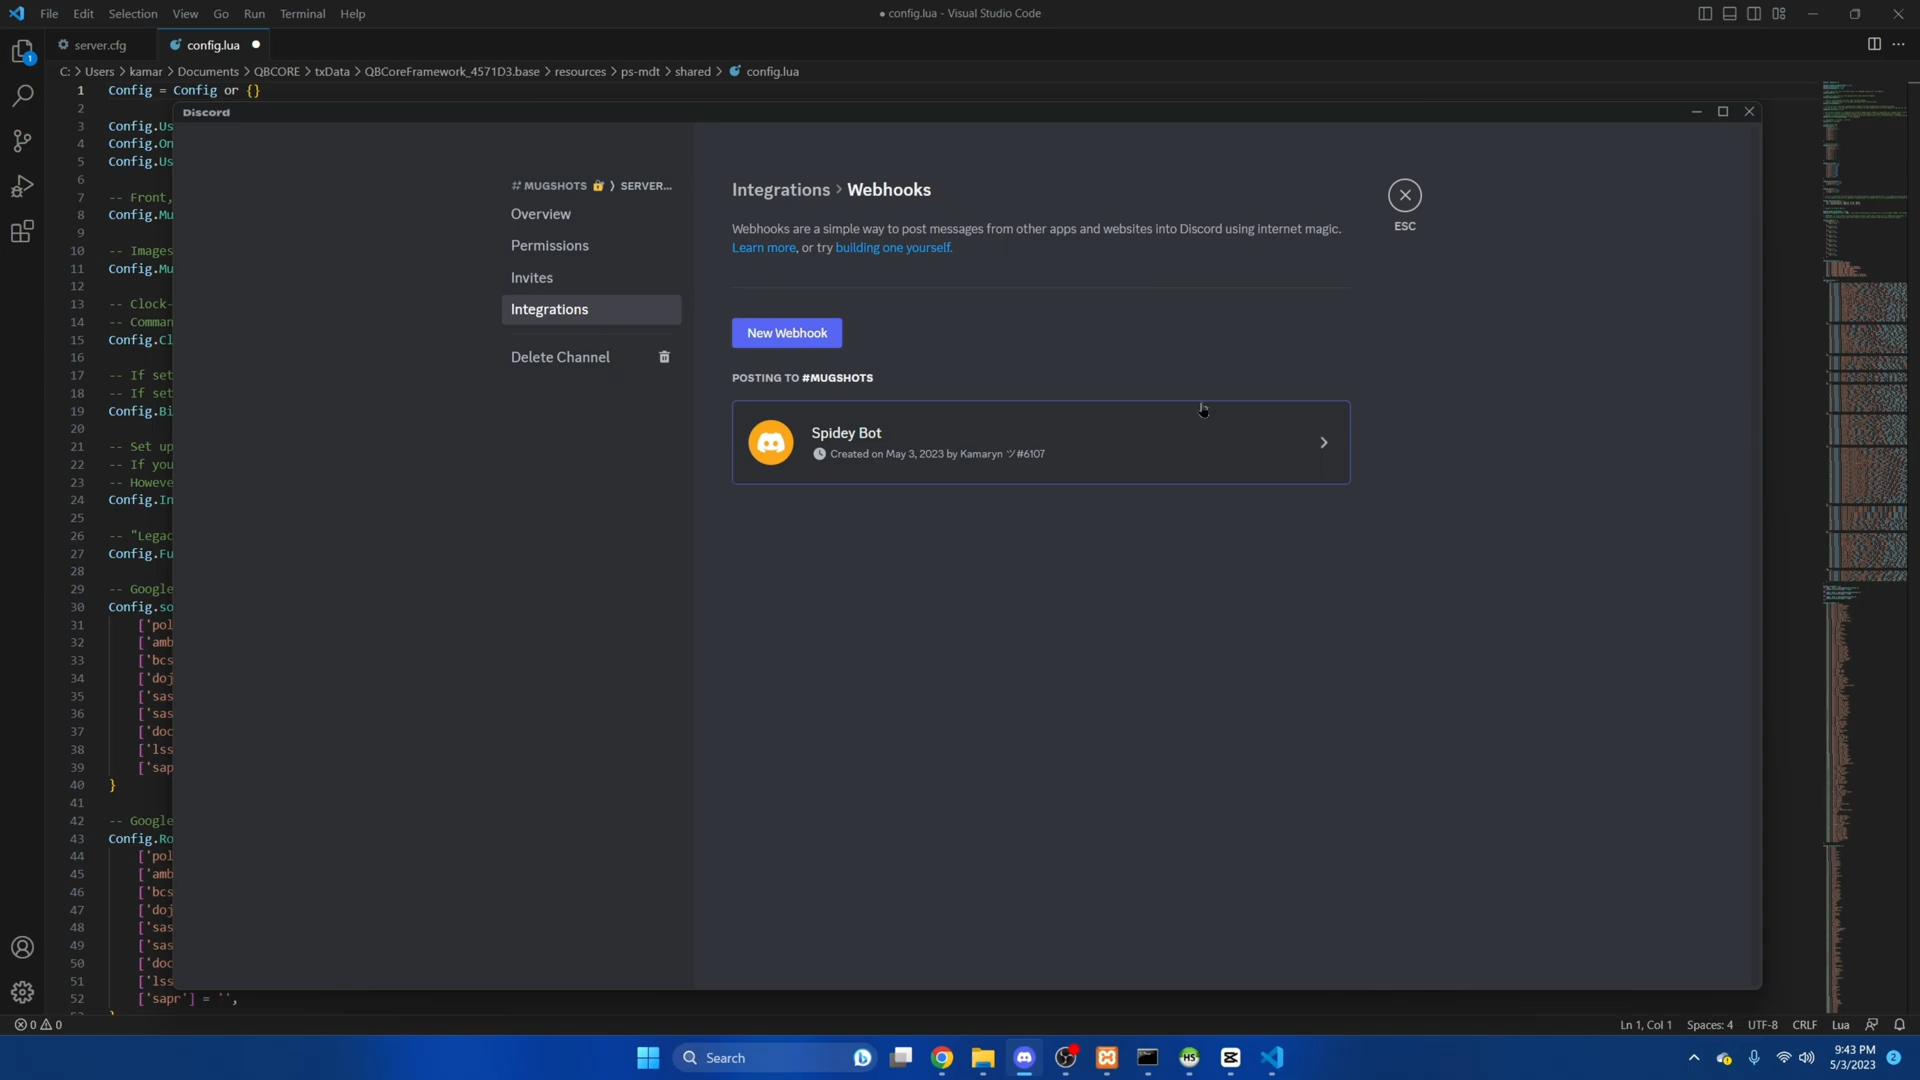 File Edit Selection View Go Run Terminal Help
● config.lua - Visual Studio Code
server.cfg config.lua
C: > Users > kamar > Documents > QBCORE > txData > QBCoreFramework_4571D3.base > resources > ps-mdt > shared > config.lua
1 Config = Config or {}
2
Discord
3 Config.Us
4 Config.On
5 Config.Us
6
7 -- Front,
8 Config.Mu
9
10 -- Images
11 Config.Mu
12
13 -- Clock-
14 -- Comman
15 Config.Cl
16
17 -- If set
18 -- If set
19 Config.Bi
20
21 -- Set up
22 -- If you
23 -- Howeve
24 Config.In
25
26 -- "Legac
27 Config.Fu
28
29 -- Google
30 Config.so
31 ['pol
32 ['amb
33 ['bcs
34 ['doj
35 ['sas
36 ['sas
37 ['doc
38 ['lss
39 ['sap
40 }
41
42 -- Google
43 Config.Ro
44 ['pol
45 ['amb
46 ['bcs
47 ['doj
48 ['sas
49 ['sas
50 ['doc
51 ['lss
52 ['sapr'] = '',
# MUGSHOTS 🔐 ) SERVER...
Overview
Permissions
Invites
Integrations
Delete Channel
Integrations > Webhooks
Webhooks are a simple way to post messages from other apps and websites into Discord using internet magic.
Learn more, or try building one yourself.
ESC
New Webhook
POSTING TO #MUGSHOTS
Spidey Bot
Created on May 3, 2023 by Kamaryn ツ#6107
0 0
Ln 1, Col 1 Spaces: 4 UTF-8 CRLF Lua
Search
HS
9:43 PM
5/3/2023
2
1